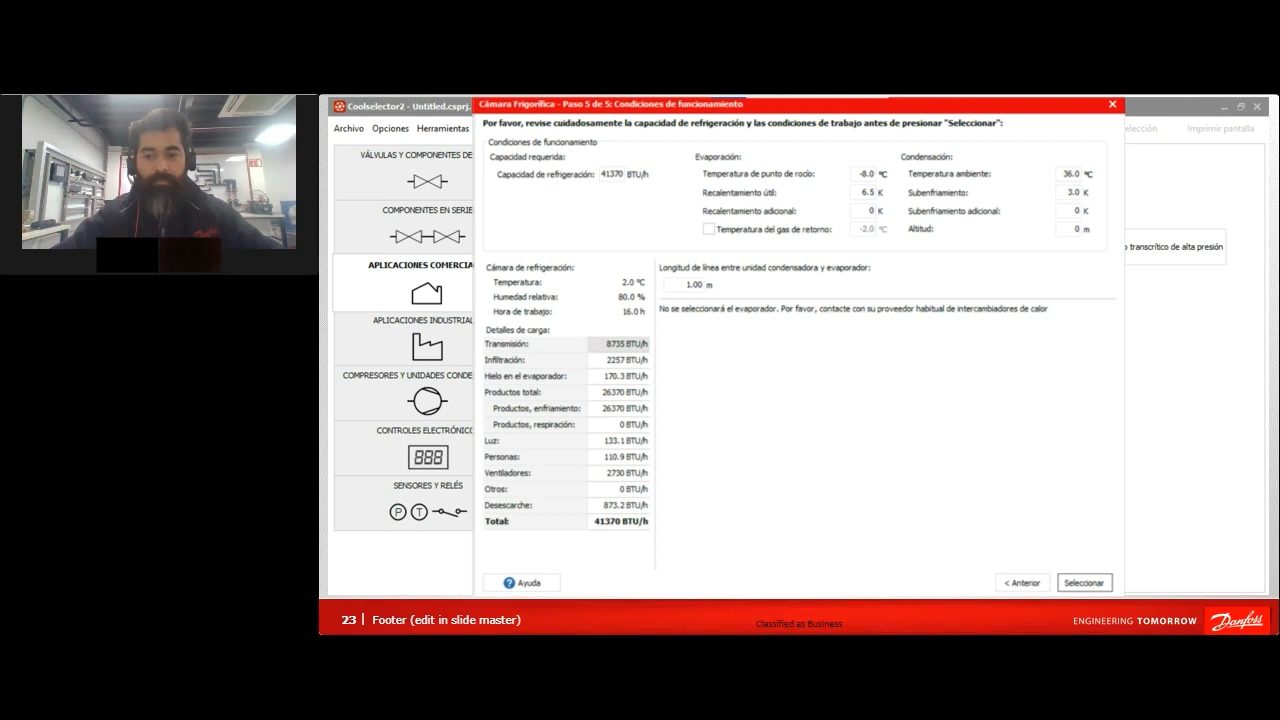 Coolselector2 - Untitled.csprj.
Archivo Opciones Herramientas
elección Imprimir pantalla
VÁLVULAS Y COMPONENTES DE
COMPONENTES EN SERIE
APLICACIONES COMERCIA
APLICACIONES INDUSTRIAL
COMPRESORES Y UNIDADES CONDE
CONTROLES ELECTRÓNICO
888
SENSORES Y RELÉS
P T
o transcrítico de alta presión
Cámara Frigorífica - Paso 5 de 5: Condiciones de funcionamiento
Por favor, revise cuidadosamente la capacidad de refrigeración y las condiciones de trabajo antes de presionar "Seleccionar":
Condiciones de funcionamiento
Capacidad requerida:
Capacidad de refrigeración: 41370 BTU/h
Evaporación:
Temperatura de punto de rocío: -8.0 ºC
Recalentamiento útil: 6.5 K
Recalentamiento adicional: 0 K
Temperatura del gas de retorno: -2.0 ºC
Condensación:
Temperatura ambiente: 36.0 ºC
Subenfriamiento: 3.0 K
Subenfriamiento adicional: 0 K
Altitud: 0 m
Cámara de refrigeración:
Temperatura: 2.0 ºC
Humedad relativa: 80.0 %
Hora de trabajo: 16.0 h
Detalles de carga:
Transmisión: 8735 BTU/h
Infiltración: 2257 BTU/h
Hielo en el evaporador: 170.3 BTU/h
Productos total: 26370 BTU/h
Productos, enfriamiento: 26370 BTU/h
Productos, respiración: 0 BTU/h
Luz: 133.1 BTU/h
Personas: 110.9 BTU/h
Ventiladores: 2730 BTU/h
Otros: 0 BTU/h
Desescarche: 873.2 BTU/h
Total: 41370 BTU/h
Longitud de línea entre unidad condensadora y evaporador:
1.00 m
No se seleccionará el evaporador. Por favor, contacte con su proveedor habitual de intercambiadores de calor
Ayuda
< Anterior
Seleccionar
23 | Footer (edit in slide master)
Classified as Business
ENGINEERING TOMORROW
Danfoss